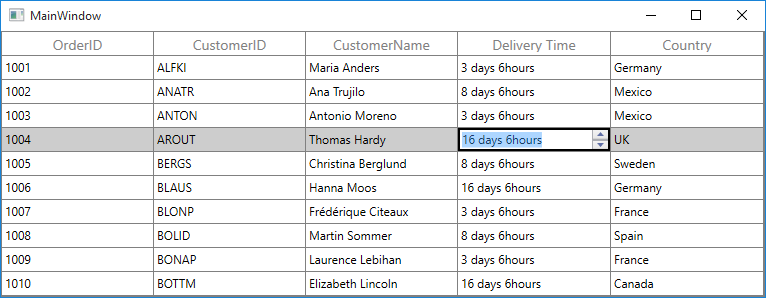 MainWindow
OrderID CustomerID CustomerName Delivery Time Country
1001 ALFKI Maria Anders 3 days 6hours Germany
1002 ANATR Ana Trujilo 8 days 6hours Mexico
1003 ANTON Antonio Moreno 3 days 6hours Mexico
1004 AROUT Thomas Hardy 16 days 6hours UK
1005 BERGS Christina Berglund 8 days 6hours Sweden
1006 BLAUS Hanna Moos 16 days 6hours Germany
1007 BLONP Frédérique Citeaux 3 days 6hours France
1008 BOLID Martin Sommer 8 days 6hours Spain
1009 BONAP Laurence Lebihan 3 days 6hours France
1010 BOTTM Elizabeth Lincoln 16 days 6hours Canada